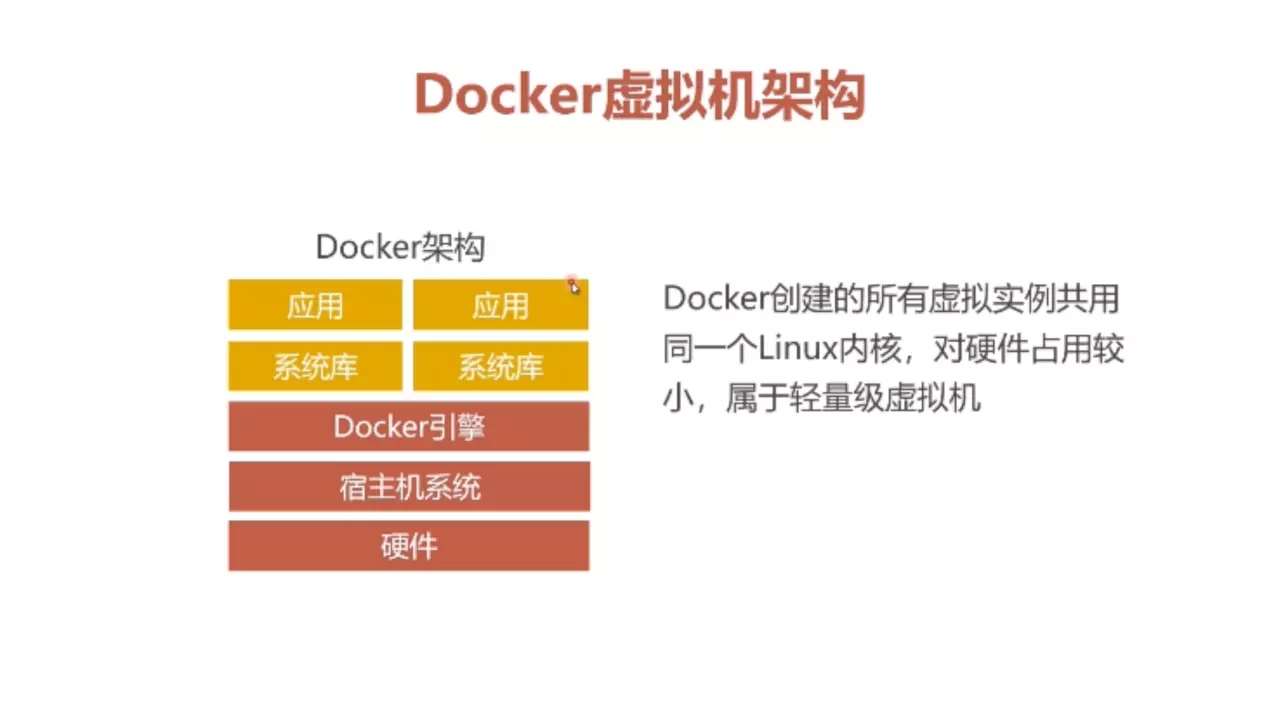 Docker虚拟机架构
Docker架构
应用 应用
系统库 系统库
Docker引擎
宿主机系统
硬件
Docker创建的所有虚拟实例共用
同一个Linux内核，对硬件占用较
小，属于轻量级虚拟机